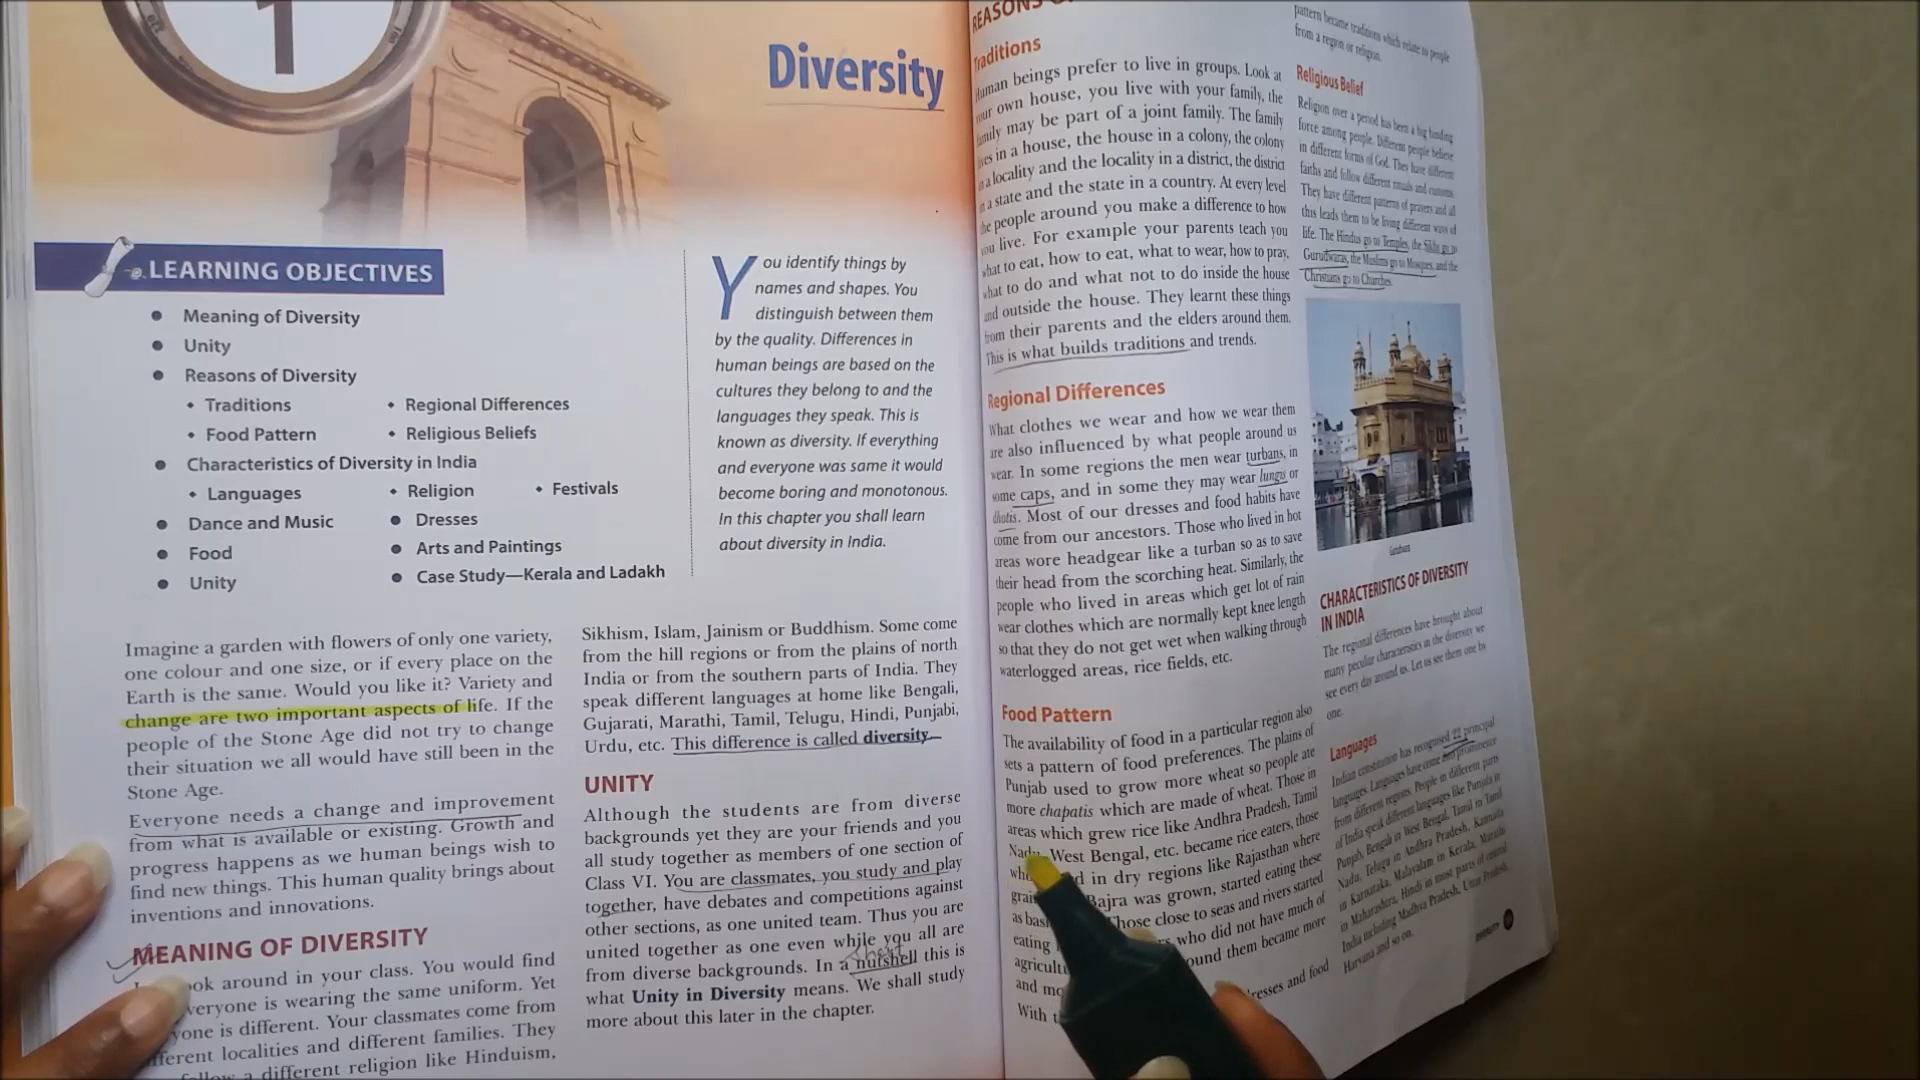 1
Diversity
LEARNING OBJECTIVES
Meaning of Diversity
Unity
Reasons of Diversity
Traditions
Regional Differences
Food Pattern
Religious Beliefs
Characteristics of Diversity in India
Languages
Religion
Festivals
Dance and Music
Dresses
Food
Arts and Paintings
Unity
Case Study—Kerala and Ladakh
You identify things by
names and shapes. You
distinguish between them
by the quality. Differences in
human beings are based on the
cultures they belong to and the
languages they speak. This is
known as diversity. If everything
and everyone was same it would
become boring and monotonous.
In this chapter you shall learn
about diversity in India.
Imagine a garden with flowers of only one variety,
one colour and one size, or if every place on the
Earth is the same. Would you like it? Variety and
change are two important aspects of life. If the
people of the Stone Age did not try to change
their situation we all would have still been in the
Stone Age.
Everyone needs a change and improvement
from what is available or existing. Growth and
progress happens as we human beings wish to
find new things. This human quality brings about
inventions and innovations.
MEANING OF DIVERSITY
ok around in your class. You would find
veryone is wearing the same uniform. Yet
yone is different. Your classmates come from
fferent localities and different families. They
follow a different religion like Hinduism,
Sikhism, Islam, Jainism or Buddhism. Some come
from the hill regions or from the plains of north
India or from the southern parts of India. They
speak different languages at home like Bengali,
Gujarati, Marathi, Tamil, Telugu, Hindi, Punjabi,
Urdu, etc. This difference is called diversity
UNITY
Although the students are from diverse
backgrounds yet they are your friends and you
all study together as members of one section of
Class VI. You are classmates, you study and play
together, have debates and competitions against
other sections, as one united team. Thus you are
united together as one even while you all are
short
from diverse backgrounds. In a nutshell this is
what Unity in Diversity means. We shall study
more about this later in the chapter.
REASONS
Traditions
Human beings prefer to live in groups. Look at
your own house, you live with your family, the
family may be part of a joint family. The family
lives in a house, the house in a colony, the colony
in a locality and the locality in a district, the district
in a state and the state in a country. At every level
the people around you make a difference to how
you live. For example your parents teach you
what to eat, how to eat, what to wear, how to pray,
what to do and what not to do inside the house
and outside the house. They learnt these things
from their parents and the elders around them.
This is what builds traditions and trends.
Regional Differences
What clothes we wear and how we wear them
are also influenced by what people around us
wear. In some regions the men wear turbans, in
some caps, and in some they may wear lungis or
dhotis. Most of our dresses and food habits have
come from our ancestors. Those who lived in hot
areas wore headgear like a turban so as to save
their head from the scorching heat. Similarly, the
people who lived in areas which get lot of rain
wear clothes which are normally kept knee length
so that they do not get wet when walking through
waterlogged areas, rice fields, etc.
Food Pattern
The availability of food in a particular region also
sets a pattern of food preferences. The plains of
Punjab used to grow more wheat so people ate
more chapatis which are made of wheat. Those in
areas which grew rice like Andhra Pradesh, Tamil
Nadu, West Bengal, etc. became rice eaters, those
who d in dry regions like Rajasthan where
grai Bajra was grown, started eating these
as bas Those close to seas and rivers started
eating who did not have much of
agricult ound them became more
and mo
With t resses and food
pattern became traditions which relate to people
from a region or religion.
Religious Belief
Religion over a period has been a big binding
force among people. Different people believe
in different forms of God. They have different
faiths and follow different rituals and customs.
They have different patterns of prayers and all
this leads them to be living different ways of
life. The Hindus go to Temples, the Sikhs go to
Gurudwaras, the Muslims go to Mosques, and the
Christians go to Churches.
Gurudwara
CHARACTERISTICS OF DIVERSITY
IN INDIA
The regional differences have brought about
many peculiar characteristics in the diversity we
see every day around us. Let us see them one by
one.
Languages
Indian constitution has recognised 22 principal
languages. Languages have come into prominence
from different regions. People in different parts
of India speak different languages like Punjabi in
Punjab, Bengali in West Bengal, Tamil in Tamil
Nadu, Telugu in Andhra Pradesh, Kannada
in Karnataka, Malayalam in Kerala, Marathi
in Maharashtra, Hindi in most parts of central
India including Madhya Pradesh, Uttar Pradesh,
Haryana and so on.
DIVERSITY